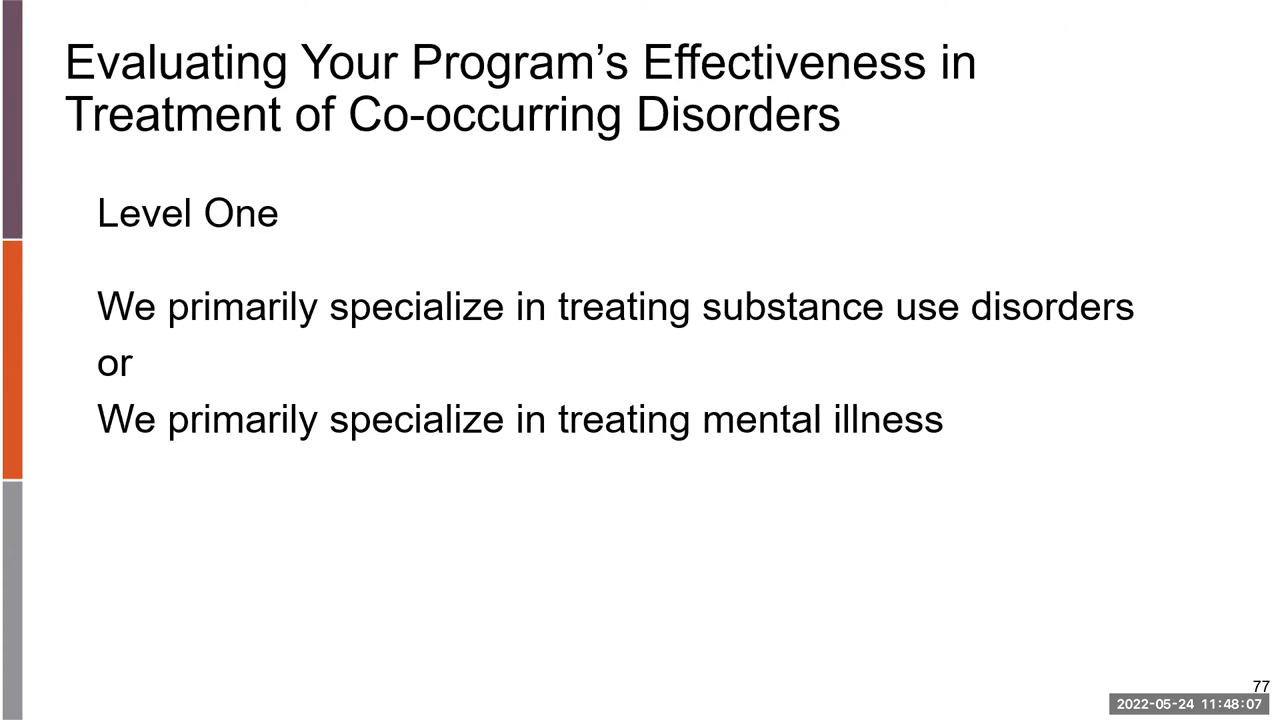 Evaluating Your Program’s Effectiveness in
Treatment of Co-occurring Disorders
Level One
We primarily specialize in treating substance use disorders
or
We primarily specialize in treating mental illness
77
2022-05-24 11:48:07